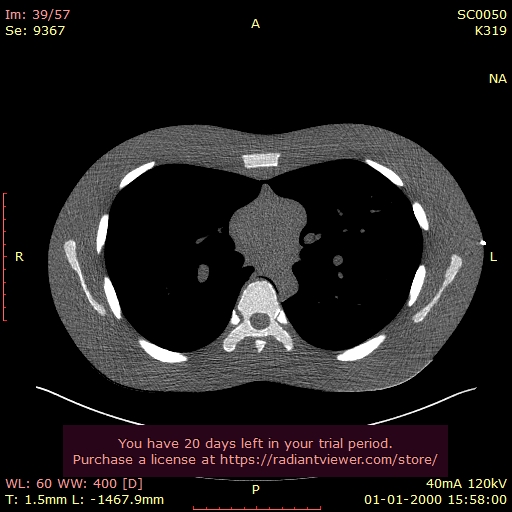 Im: 39/57
Se: 9367
A
SC0050
K319
NA
R
L
You have 20 days left in your trial period.
Purchase a license at https://radiantviewer.com/store/
WL: 60 WW: 400 [D]
T: 1.5mm L: -1467.9mm
P
40mA 120kV
01-01-2000 15:58:00